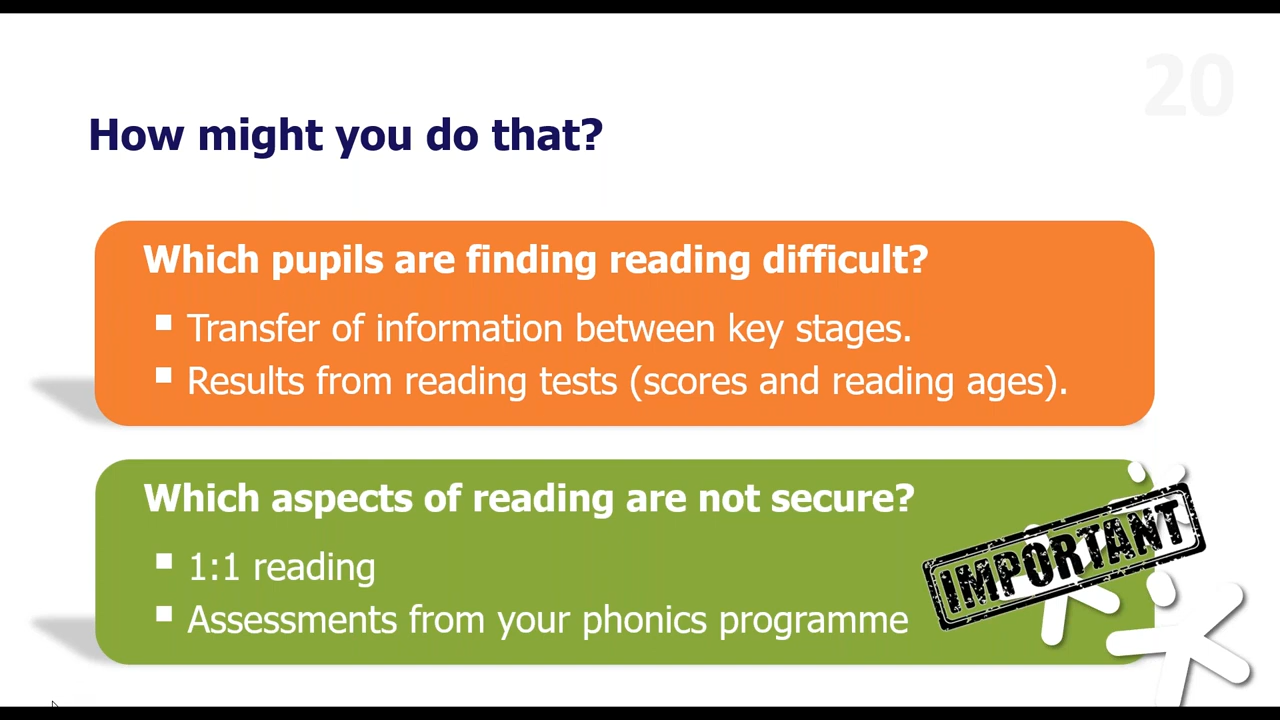 20
How might you do that?
Which pupils are finding reading difficult?
▪ Transfer of information between key stages.
▪ Results from reading tests (scores and reading ages).
Which aspects of reading are not secure?
▪ 1:1 reading
▪ Assessments from your phonics programme
IMPORTANT